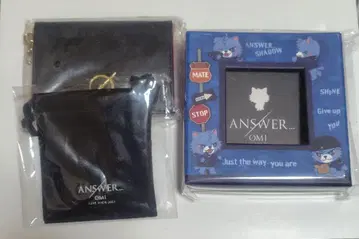 ANSWER
SHADOW
MATE
STOP
SHINE
Give up
YOU
ANSWER...
OMI
Just the way you are
ANSWER...
OMI